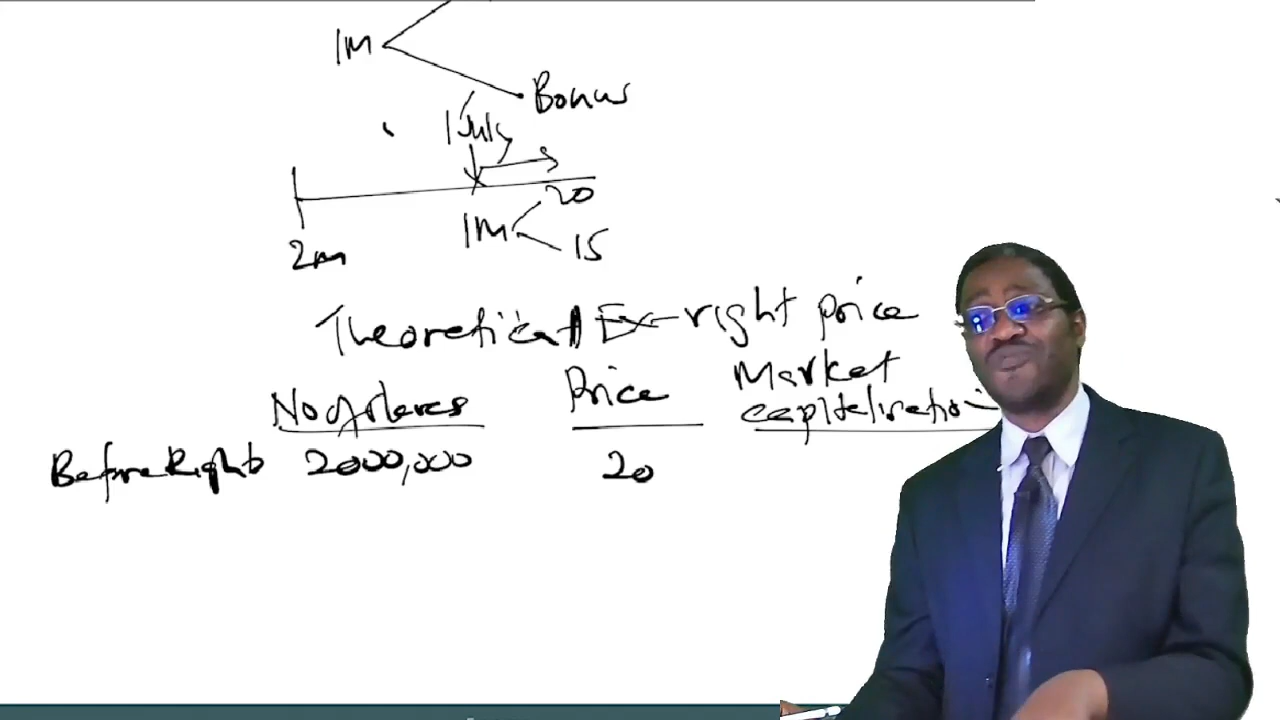 1M
Bonus
1 July
20
1M
15
2m
Theoretical Ex-right price
No of shares Price Market capitalisation
Before Right 2000,000 20